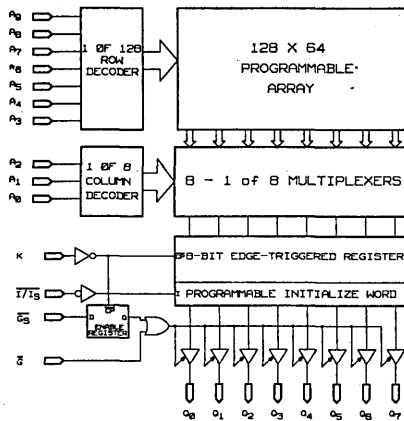 A9
A8
A7
A6
A5
A4
A3
1 OF 128
ROW
DECODER
128 X 64
PROGRAMMABLE
ARRAY
A2
A1
A0
1 OF 8
COLUMN
DECODER
8 - 1 of 8 MULTIPLEXERS
K
CP
8-BIT EDGE-TRIGGERED REGISTER
I/IS
I
PROGRAMMABLE INITIALIZE WORD
GS
CP
D
Q
ENABLE
REGISTER
G
Q0
Q1
Q2
Q3
Q4
Q5
Q6
Q7